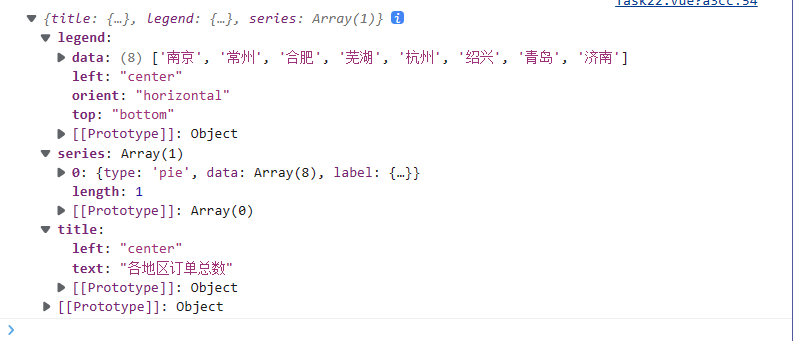 Task22.vue?a3cc:54
▼ {title: {…}, legend: {…}, series: Array(1)} i
▼ legend:
▶ data: (8) ['南京', '常州', '合肥', '芜湖', '杭州', '绍兴', '青岛', '济南']
left: "center"
orient: "horizontal"
top: "bottom"
▶ [[Prototype]]: Object
▼ series: Array(1)
▶ 0: {type: 'pie', data: Array(8), label: {…}}
length: 1
▶ [[Prototype]]: Array(0)
▼ title:
left: "center"
text: "各地区订单总数"
▶ [[Prototype]]: Object
▶ [[Prototype]]: Object
>